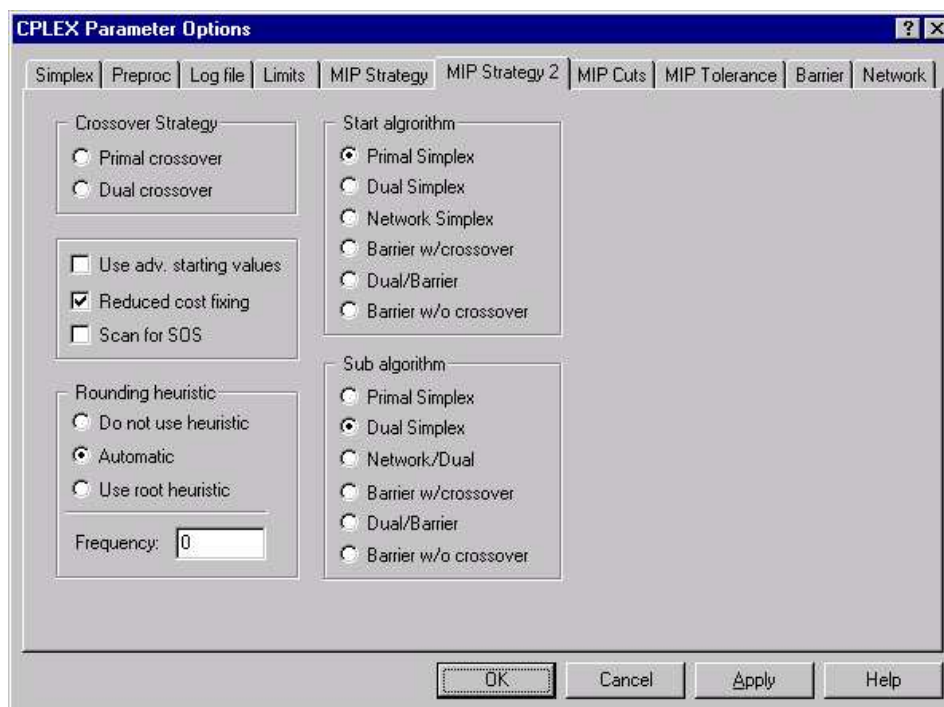 CPLEX Parameter Options
Simplex Preproc Log file Limits MIP Strategy MIP Strategy 2 MIP Cuts MIP Tolerance Barrier Network
Crossover Strategy
Primal crossover
Dual crossover
Use adv. starting values
Reduced cost fixing
Scan for SOS
Rounding heuristic
Do not use heuristic
Automatic
Use root heuristic
Frequency: 0
Start algrorithm
Primal Simplex
Dual Simplex
Network Simplex
Barrier w/crossover
Dual/Barrier
Barrier w/o crossover
Sub algorithm
Primal Simplex
Dual Simplex
Network/Dual
Barrier w/crossover
Dual/Barrier
Barrier w/o crossover
OK Cancel Apply Help